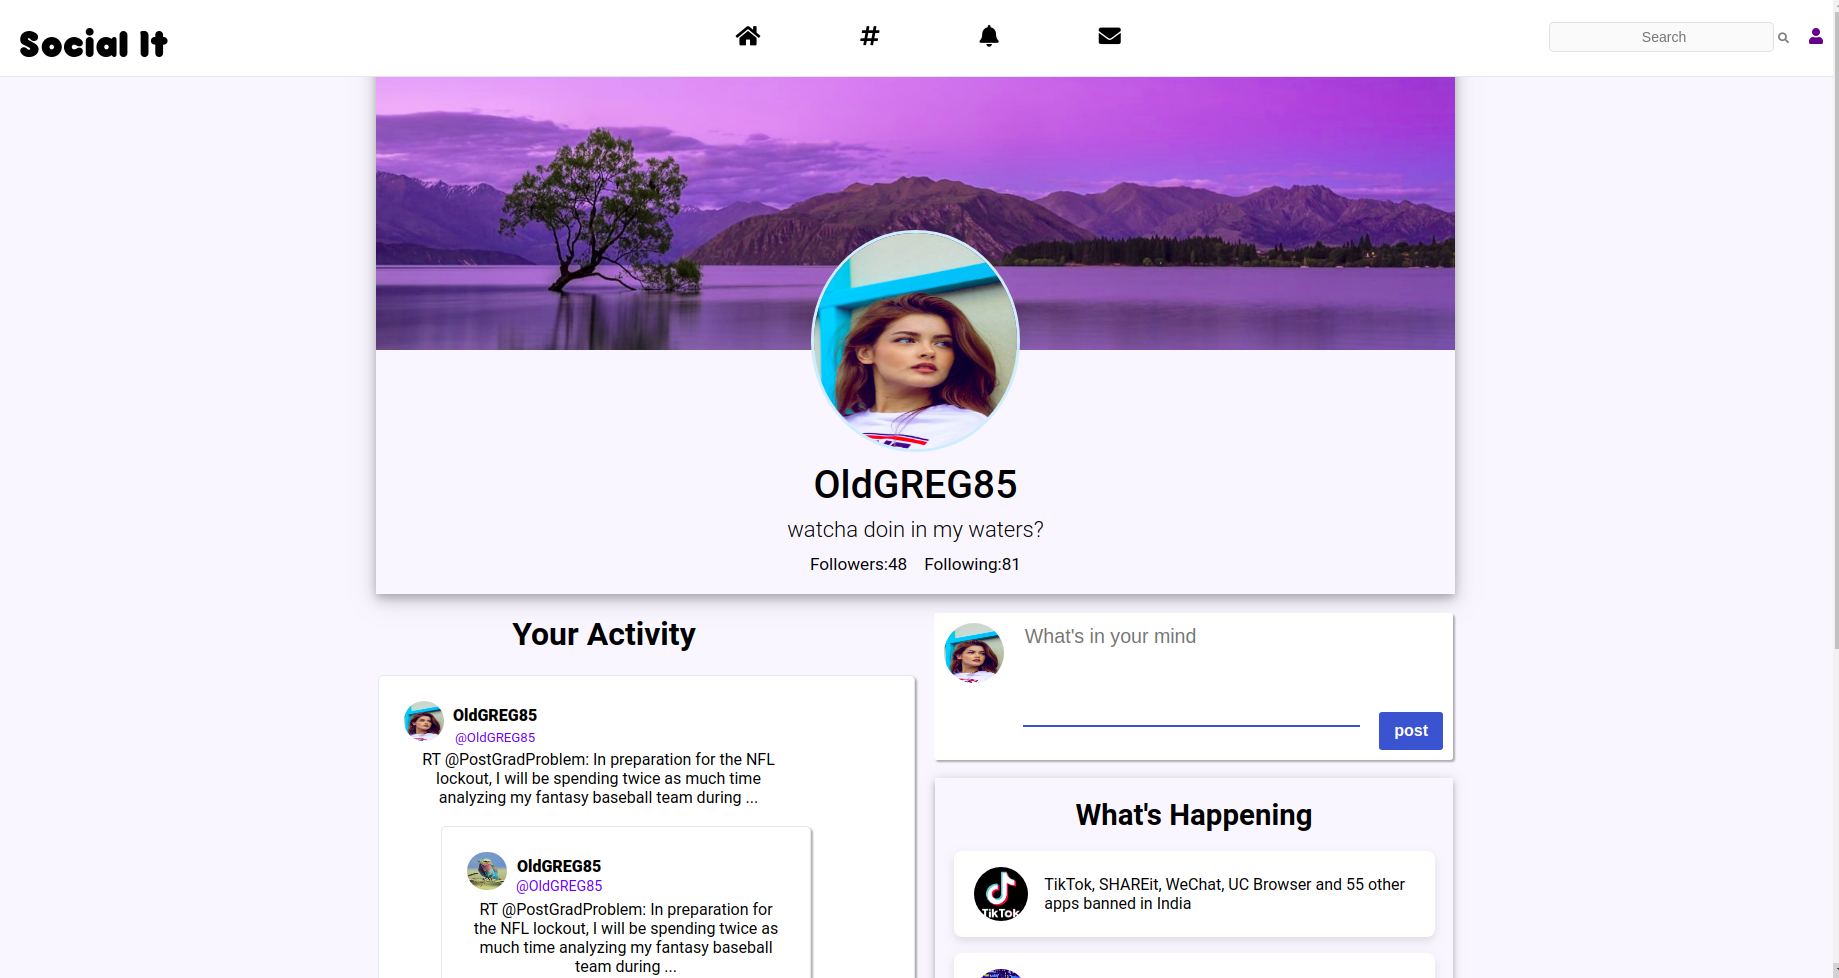 Social It
Search
OldGREG85
watcha doin in my waters?
Followers:48 Following:81
Your Activity
OldGREG85
@OldGREG85
RT @PostGradProblem: In preparation for the NFL
lockout, I will be spending twice as much time
analyzing my fantasy baseball team during ...
OldGREG85
@OldGREG85
RT @PostGradProblem: In preparation for
the NFL lockout, I will be spending twice as
much time analyzing my fantasy baseball
team during ...
What's in your mind
post
What's Happening
TikTok
TikTok, SHAREit, WeChat, UC Browser and 55 other
apps banned in India